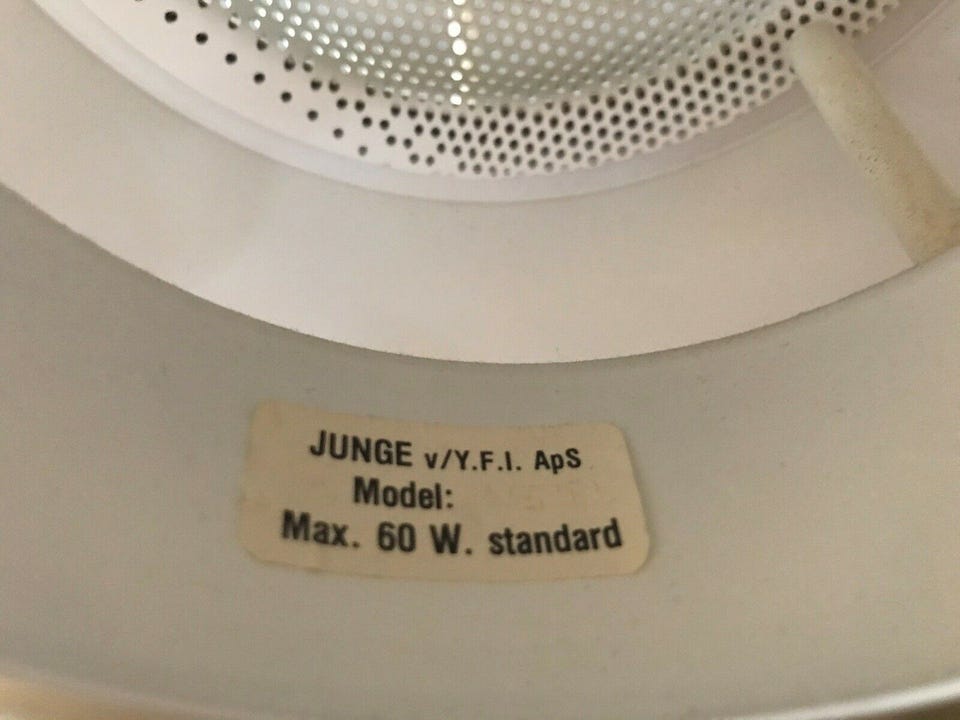 JUNGE v/Y.F.I. ApS
Model:
Max. 60 W. standard